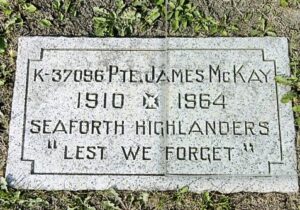 K-37096 PTE. JAMES MCKAY
1910 1964
SEAFORTH HIGHLANDERS
"LEST WE FORGET"